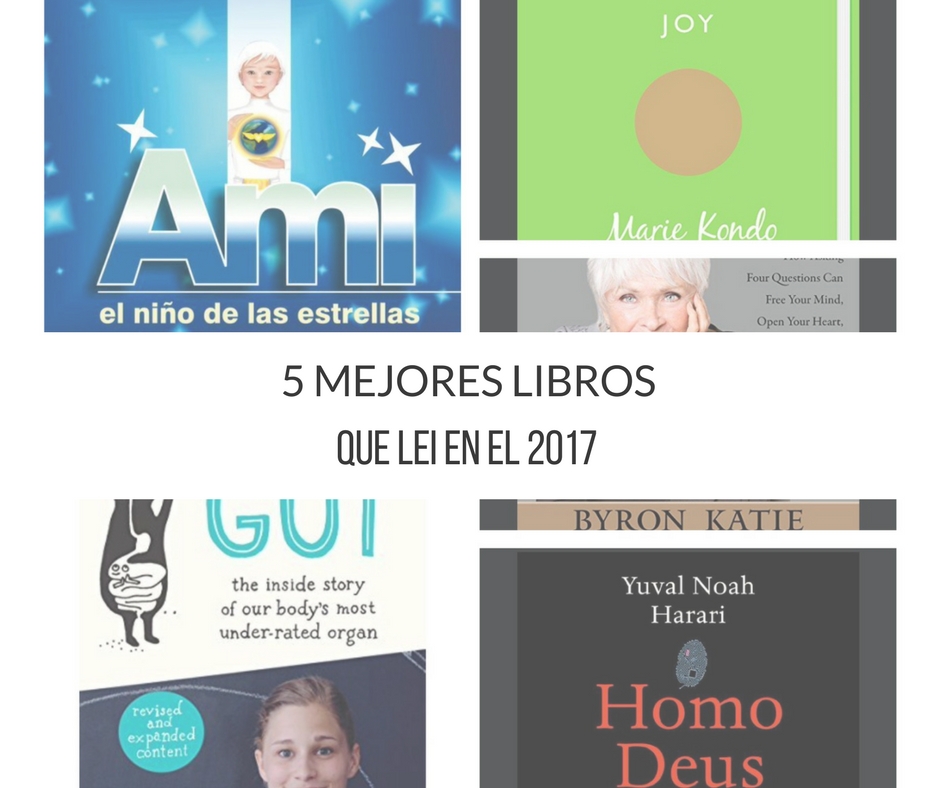 Ami
el niño de las estrellas
JOY
Marie Kondo
Four Questions Can
Free Your Mind,
Open Your Heart,
5 MEJORES LIBROS
QUE LEI EN EL 2017
GUT
the inside story
of our body's most
under-rated organ
revised
and
expanded
content
BYRON KATIE
Yuval Noah
Harari
Homo
Deus